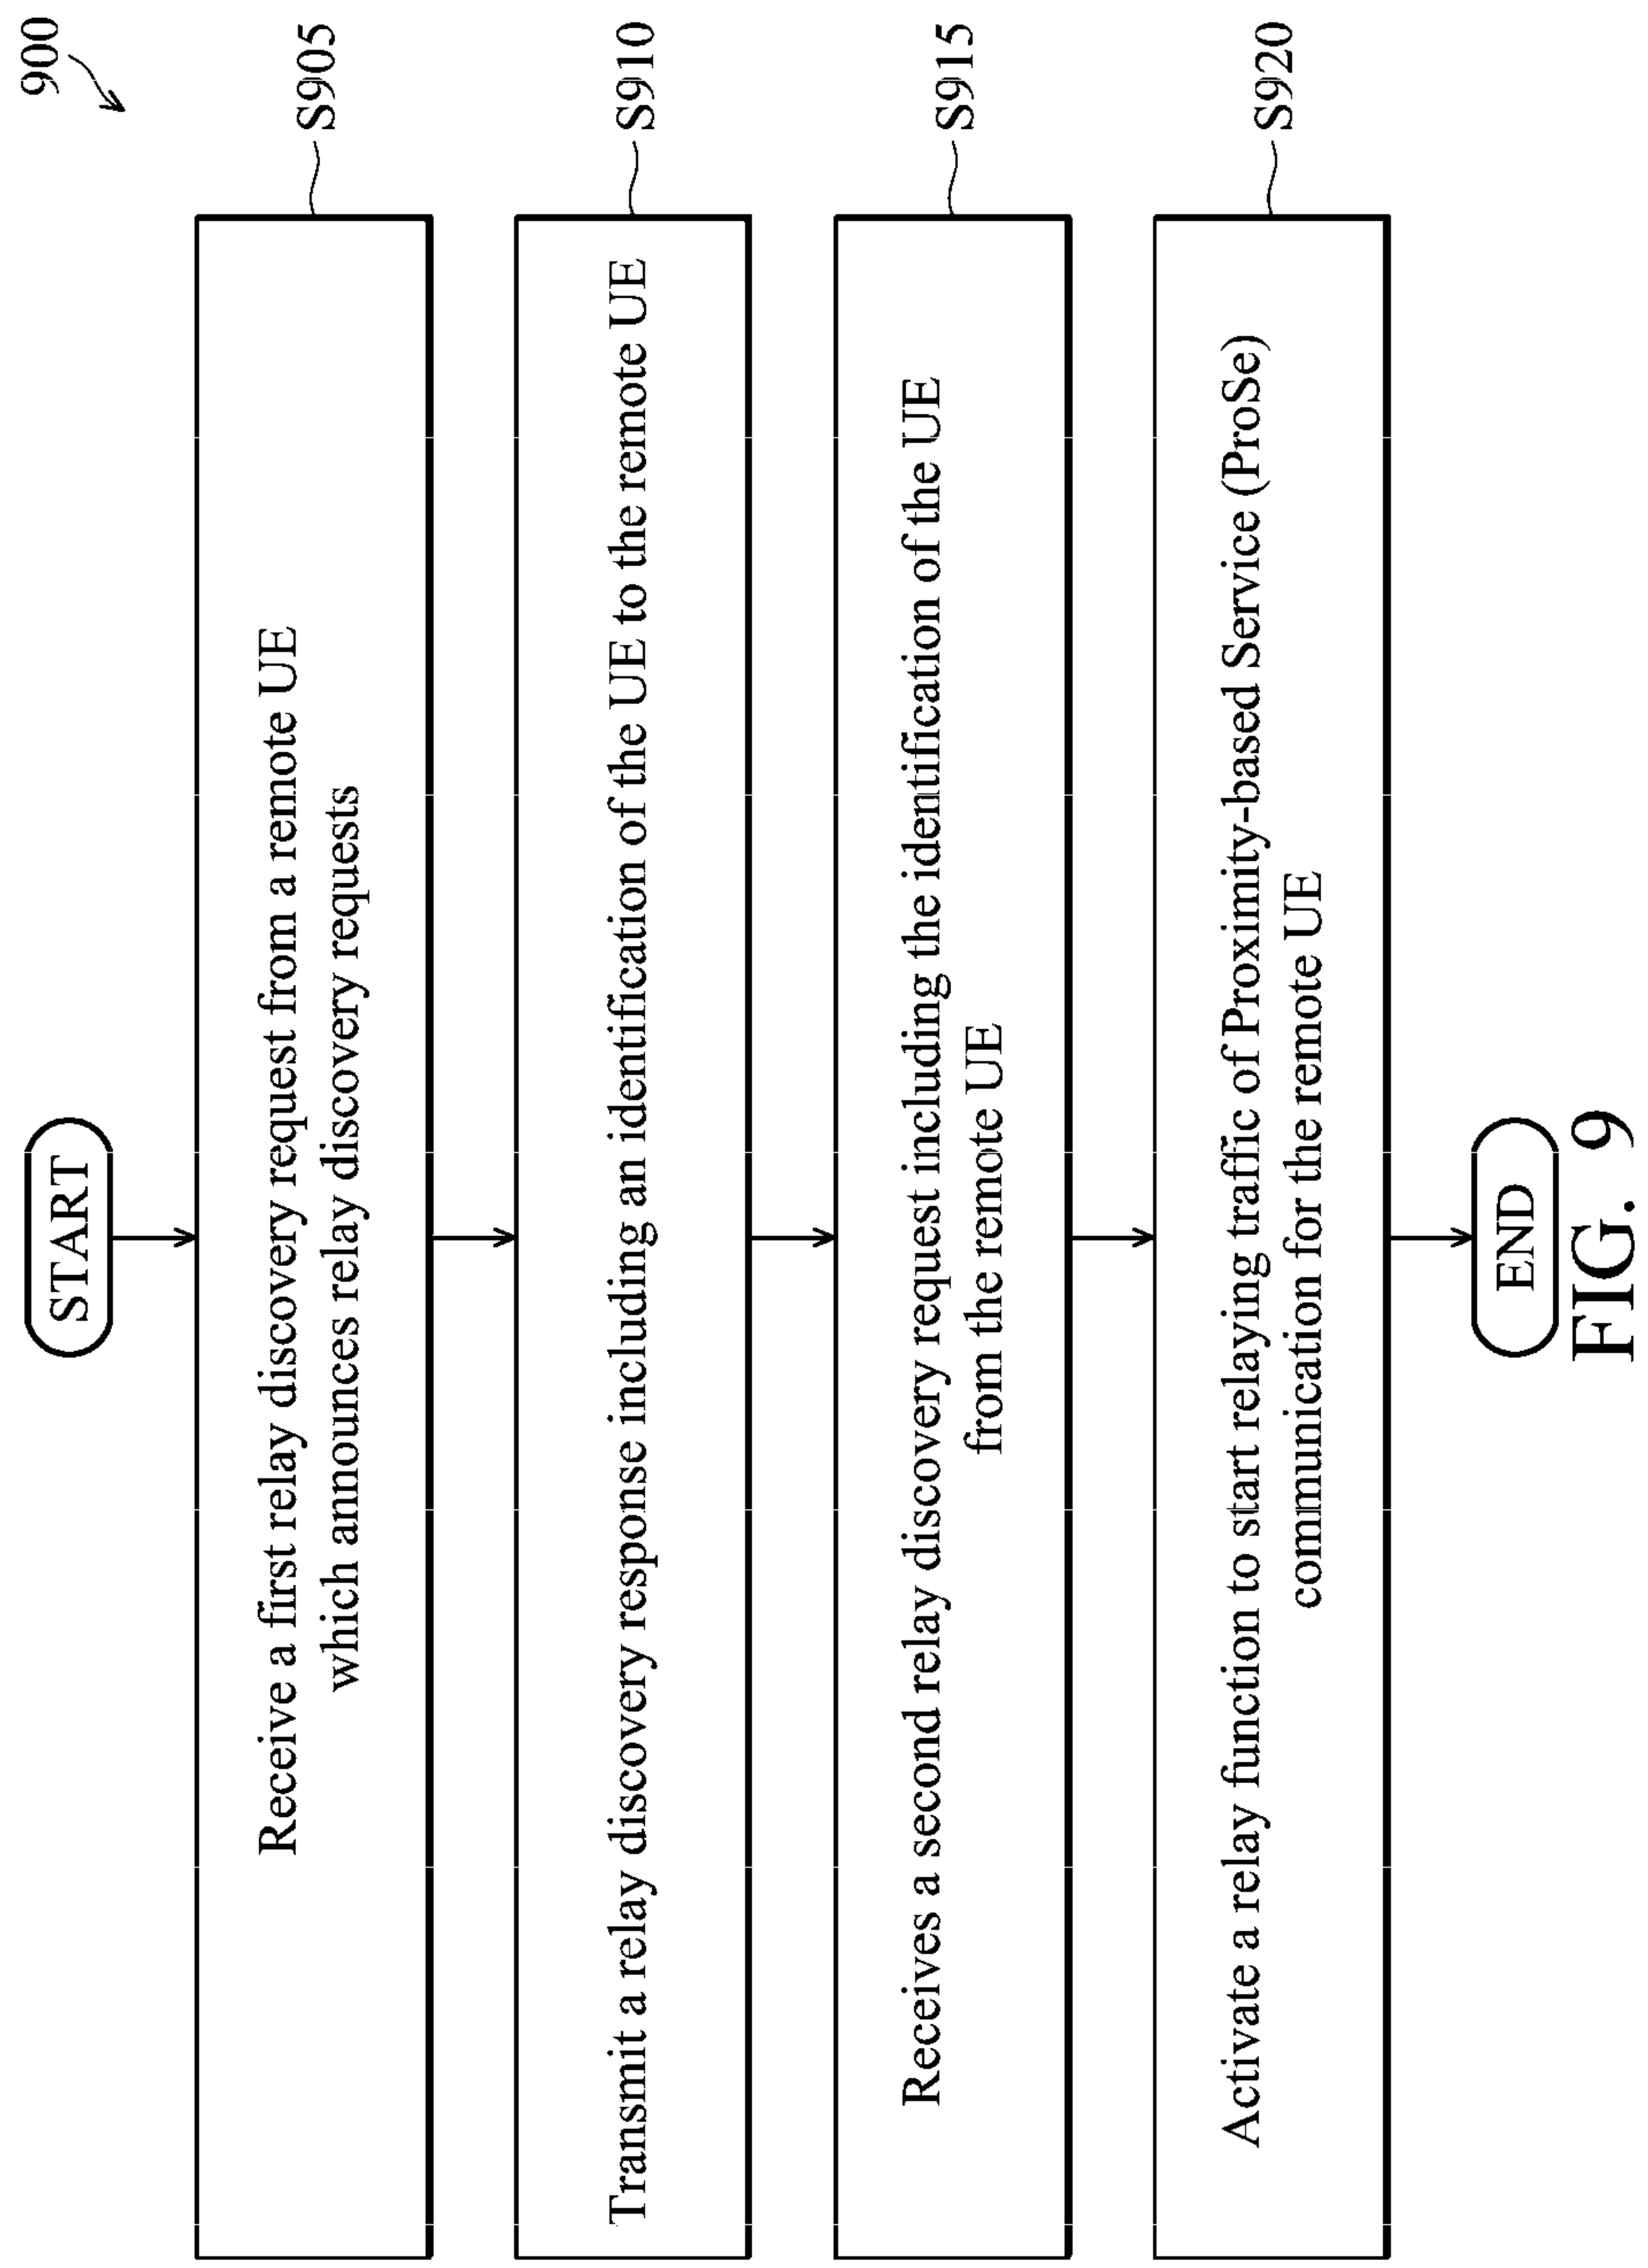 900
START
Receive a first relay discovery request from a remote UE
which announces relay discovery requests
S905
Transmit a relay discovery response including an identification of the UE to the remote UE
S910
Receives a second relay discovery request including the identification of the UE
from the remote UE
S915
Activate a relay function to start relaying traffic of Proximity-based Service (ProSe)
communication for the remote UE
S920
END
FIG. 9